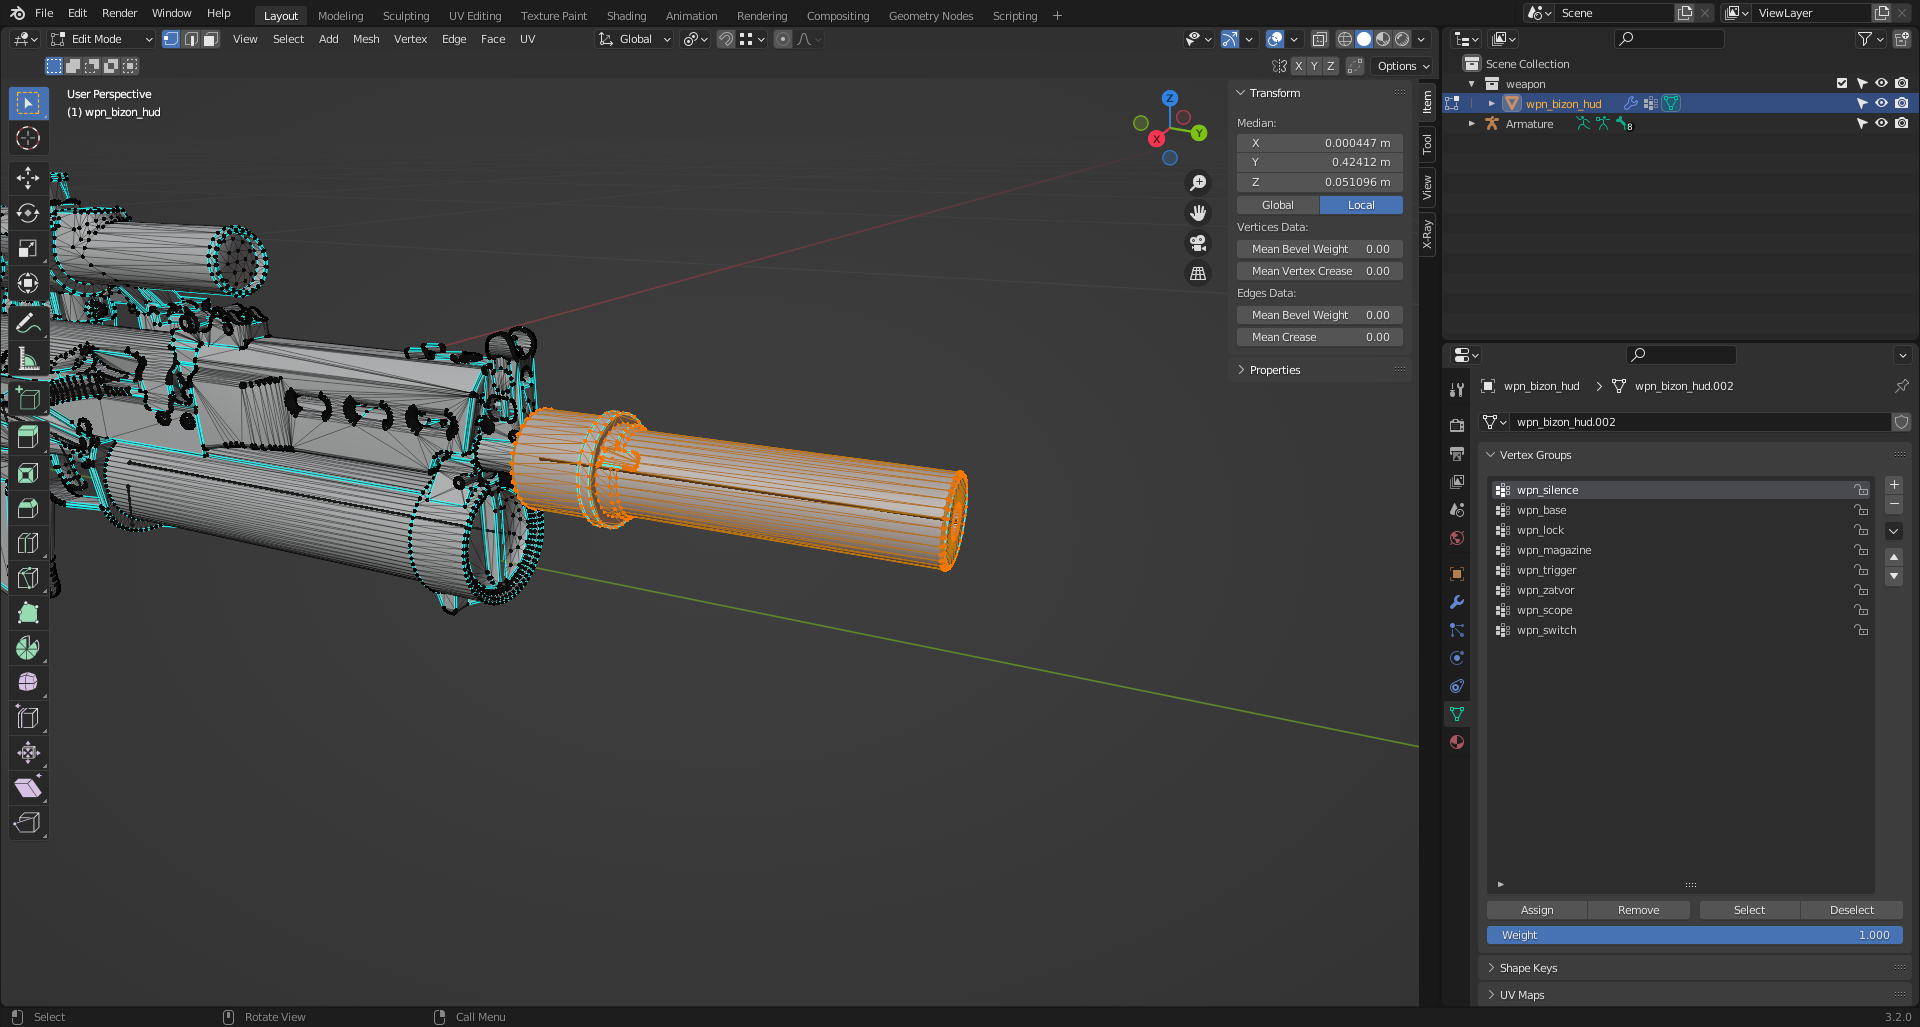 File Edit Render Window Help Layout Modeling Sculpting UV Editing Texture Paint Shading Animation Rendering Compositing Geometry Nodes Scripting + Scene ViewLayer
Edit Mode View Select Add Mesh Vertex Edge Face UV Global
X Y Z Options
User Perspective
(1) wpn_bizon_hud
Z
Y
X
Transform
Median:
X 0.000447 m
Y 0.42412 m
Z 0.051096 m
Global Local
Vertices Data:
Mean Bevel Weight 0.00
Mean Vertex Crease 0.00
Edges Data:
Mean Bevel Weight 0.00
Mean Crease 0.00
Properties
Item
Tool
View
X-Ray
Scene Collection
weapon
wpn_bizon_hud
Armature 8
wpn_bizon_hud > wpn_bizon_hud.002
wpn_bizon_hud.002
Vertex Groups
wpn_silence
wpn_base
wpn_lock
wpn_magazine
wpn_trigger
wpn_zatvor
wpn_scope
wpn_switch
Assign Remove Select Deselect
Weight 1.000
Shape Keys
UV Maps
Select Rotate View Call Menu 3.2.0